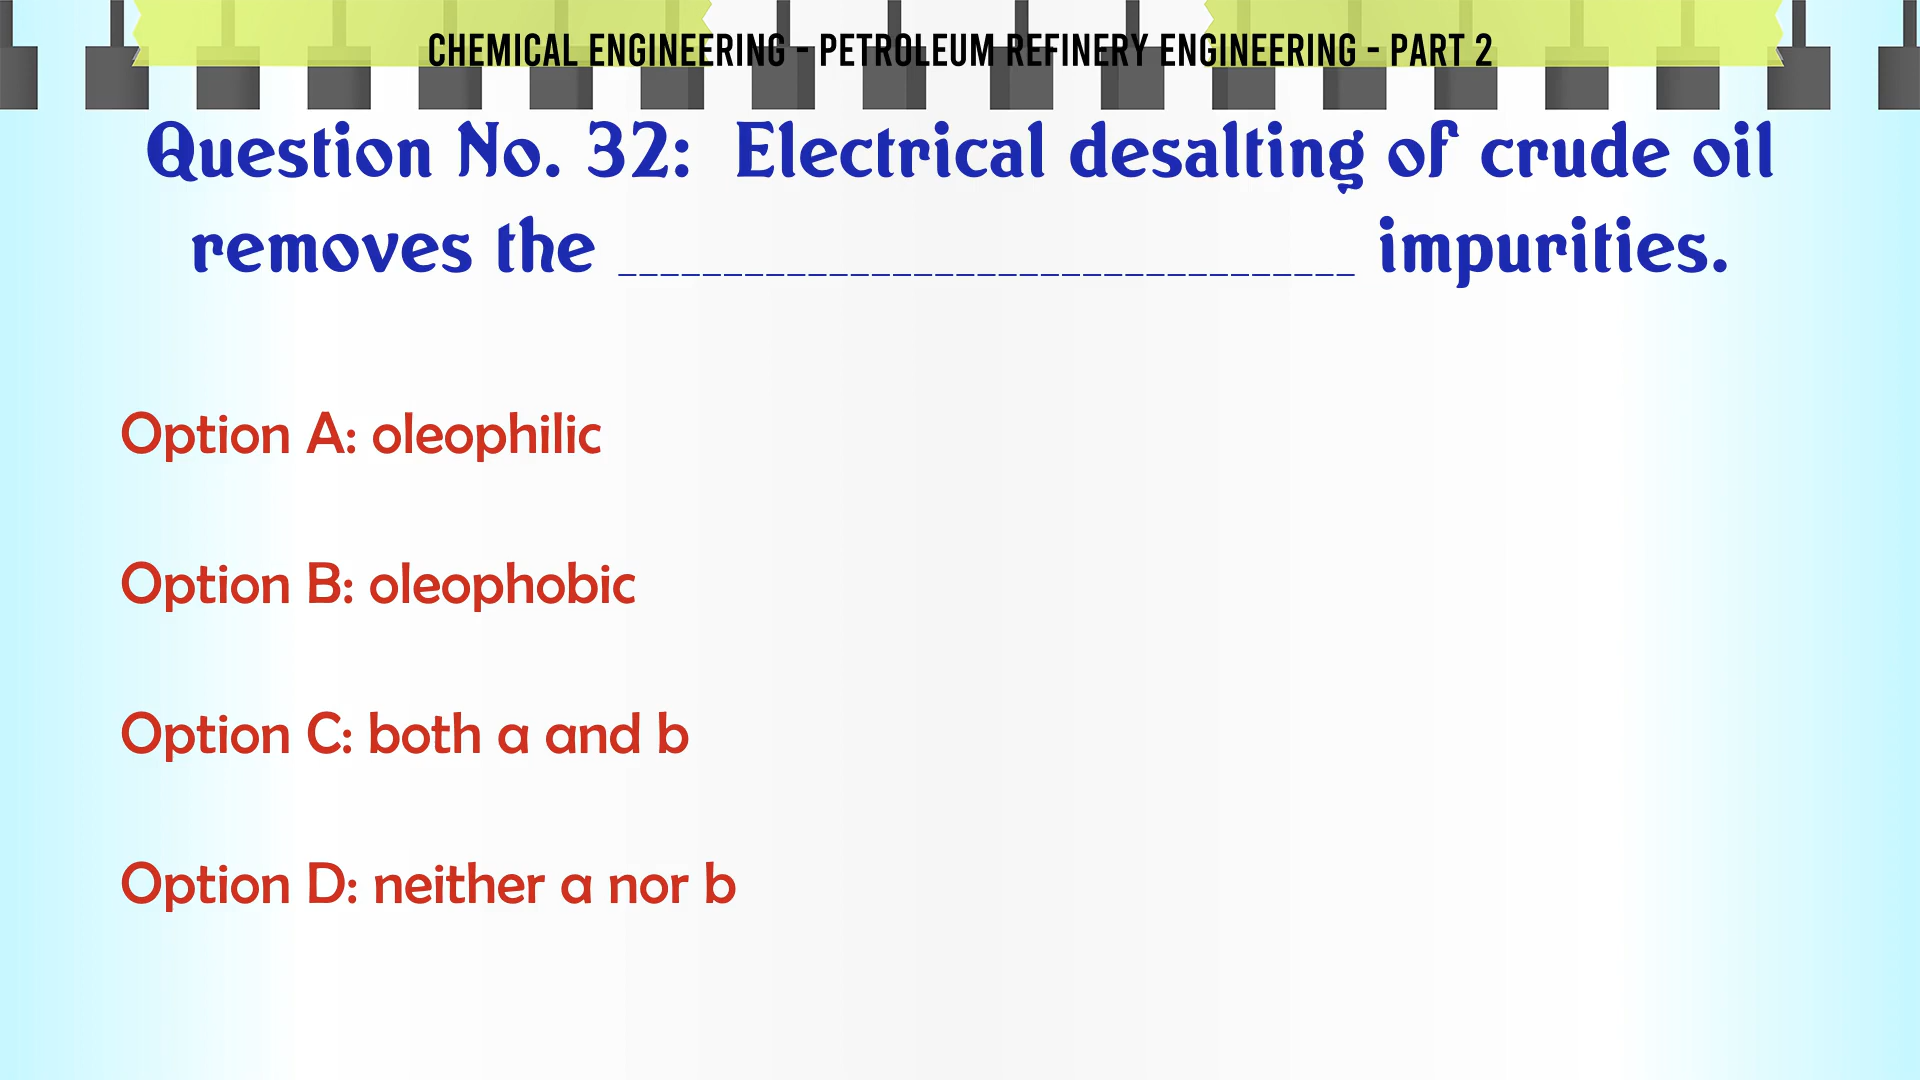 CHEMICAL ENGINEERING - PETROLEUM REFINERY ENGINEERING - PART 2
Question No. 32: Electrical desalting of crude oil
removes the ___________________________________ impurities.
Option A: oleophilic
Option B: oleophobic
Option C: both a and b
Option D: neither a nor b